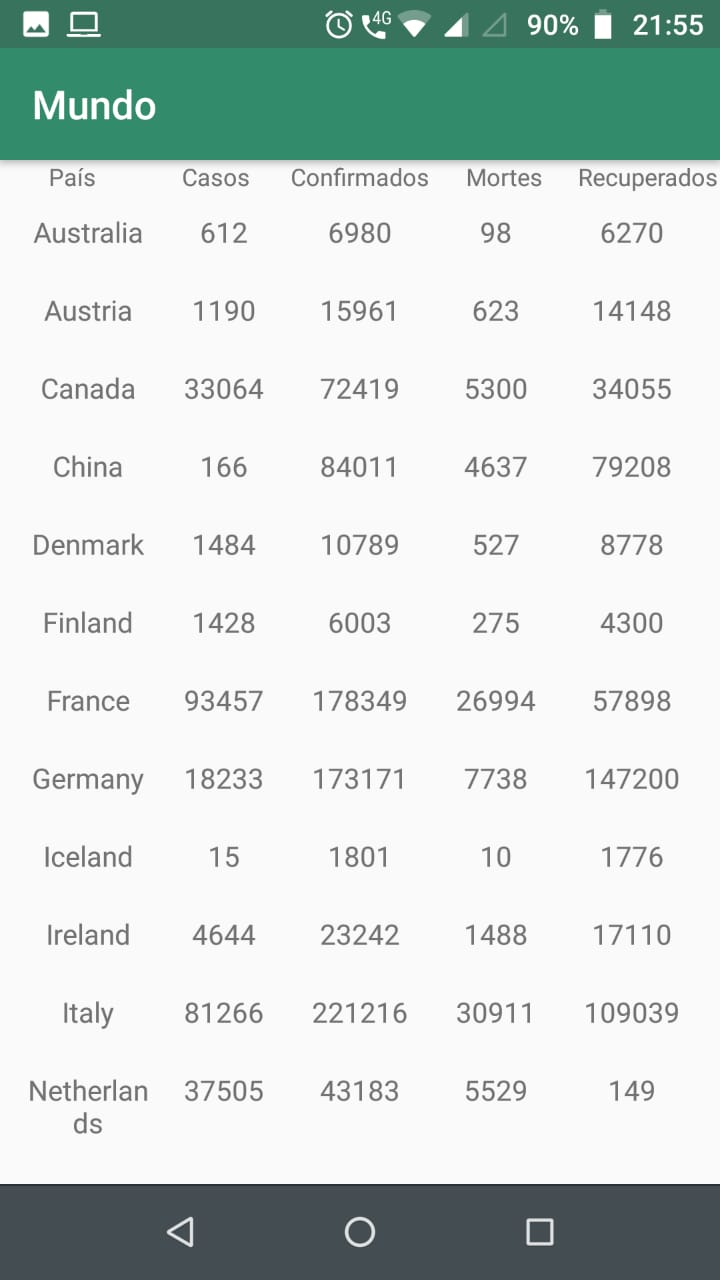 4G 90% 21:55
Mundo
País Casos Confirmados Mortes Recuperados
Australia 612 6980 98 6270
Austria 1190 15961 623 14148
Canada 33064 72419 5300 34055
China 166 84011 4637 79208
Denmark 1484 10789 527 8778
Finland 1428 6003 275 4300
France 93457 178349 26994 57898
Germany 18233 173171 7738 147200
Iceland 15 1801 10 1776
Ireland 4644 23242 1488 17110
Italy 81266 221216 30911 109039
Netherlan 37505 43183 5529 149
ds